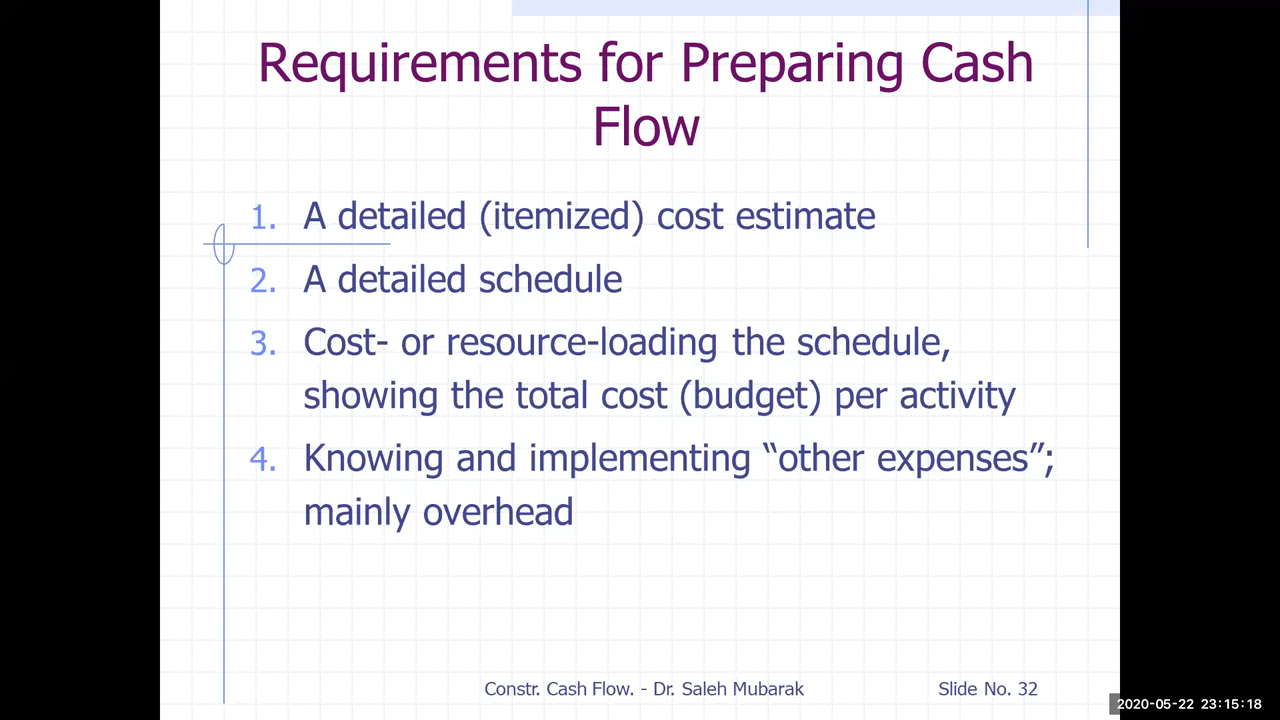 Requirements for Preparing Cash
Flow
1. A detailed (itemized) cost estimate
2. A detailed schedule
3. Cost- or resource-loading the schedule,
showing the total cost (budget) per activity
4. Knowing and implementing “other expenses”;
mainly overhead
Constr. Cash Flow. - Dr. Saleh Mubarak
Slide No. 32
2020-05-22 23:15:18